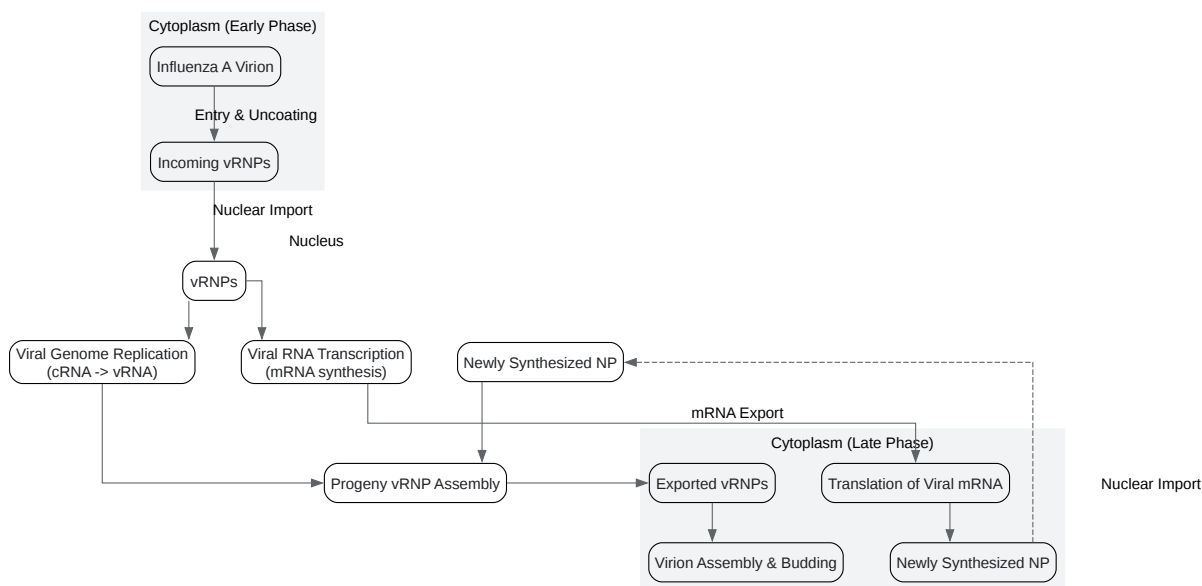 Cytoplasm (Early Phase)
Influenza A Virion
Entry & Uncoating
Incoming vRNPs
Nuclear Import
Nucleus
vRNPs
Viral Genome Replication
(cRNA -> vRNA)
Viral RNA Transcription
(mRNA synthesis)
Newly Synthesized NP
mRNA Export
Cytoplasm (Late Phase)
Progeny vRNP Assembly
Exported vRNPs
Translation of Viral mRNA
Nuclear Import
Virion Assembly & Budding
Newly Synthesized NP